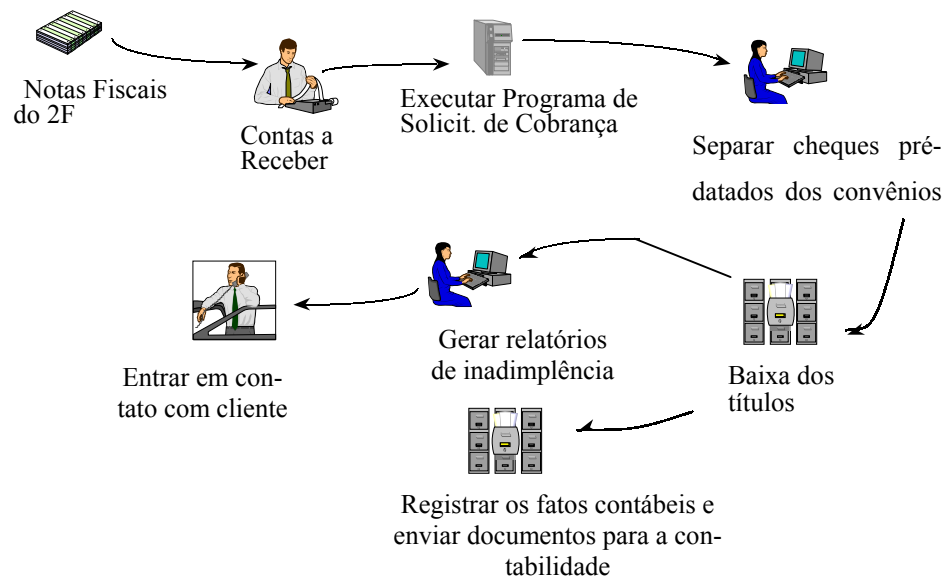 Notas Fiscais
do 2F
Contas a
Receber
Executar Programa de
Solicit. de Cobrança
Separar cheques pré-
datados dos convênios
Baixa dos
títulos
Gerar relatórios
de inadimplência
Entrar em con-
tato com cliente
Registrar os fatos contábeis e
enviar documentos para a con-
tabilidade